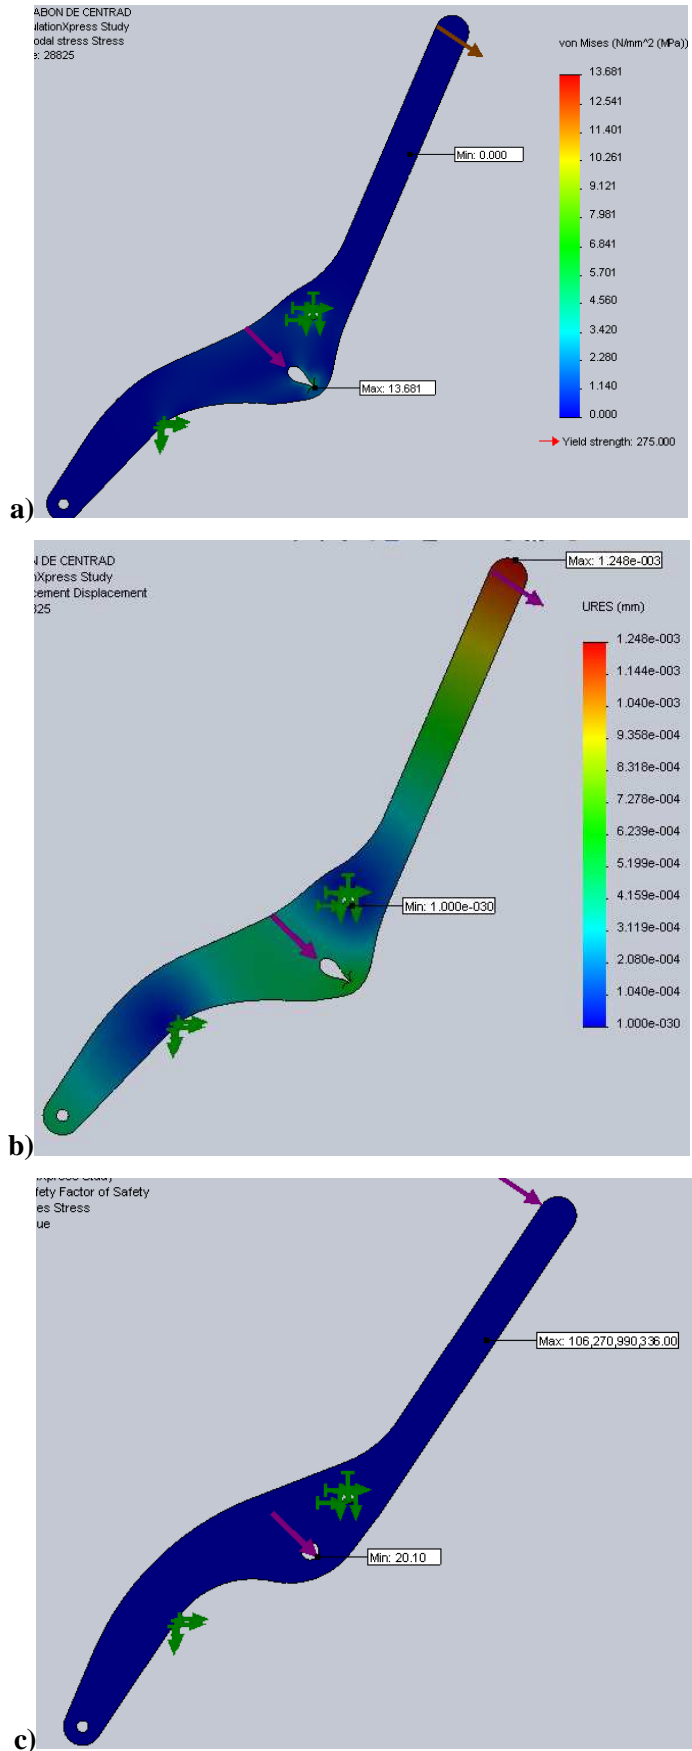 ABON DE CENTRAD
ulationXpress Study
odal stress Stress
e: 28825
von Mises (N/mm^2 (MPa))
13.681
12.541
11.401
10.261
9.121
7.981
6.841
5.701
4.560
3.420
2.280
1.140
0.000
Yield strength: 275.000
Min: 0.000
Max: 13.681
a)
N DE CENTRAD
nXpress Study
cement Displacement
325
Max: 1.248e-003
URES (mm)
1.248e-003
1.144e-003
1.040e-003
9.358e-004
8.318e-004
7.278e-004
6.239e-004
5.199e-004
4.159e-004
3.119e-004
2.080e-004
1.040e-004
1.000e-030
Min: 1.000e-030
b)
Xpress Study
fety Factor of Safety
es Stress
ue
Max: 106,270,990,336.00
Min: 20.10
c)